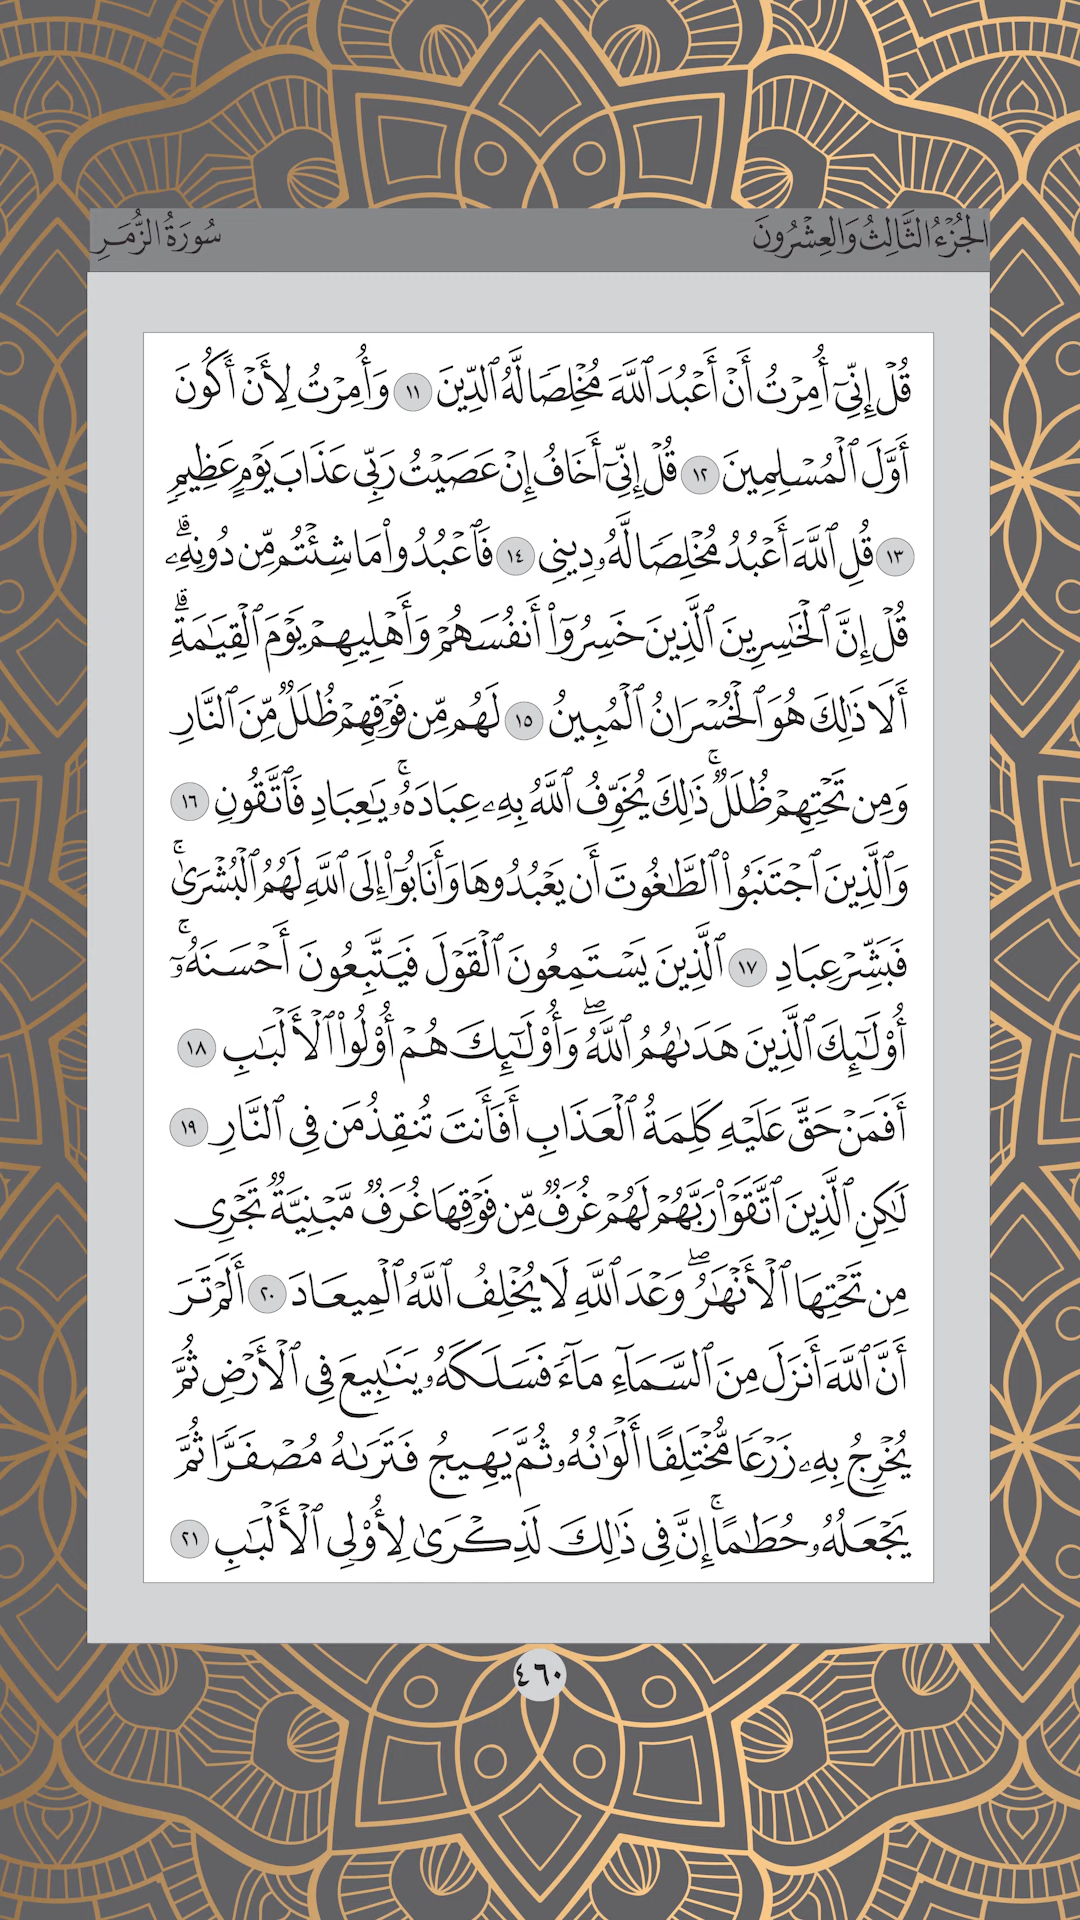 الجُزْءُ الثَّالِثُ وَالعِشْرُونَ سُورَةُ الزُّمَرِ
قُلْ إِنِّىٓ أُمِرْتُ أَنْ أَعْبُدَ ٱللَّهَ مُخْلِصًا لَّهُ ٱلدِّينَ ١١ وَأُمِرْتُ لِأَنْ أَكُونَ
أَوَّلَ ٱلْمُسْلِمِينَ ١٢ قُلْ إِنِّىٓ أَخَافُ إِنْ عَصَيْتُ رَبِّى عَذَابَ يَوْمٍ عَظِيمٍ
١٣ قُلِ ٱللَّهَ أَعْبُدُ مُخْلِصًا لَّهُۥ دِينِى ١٤ فَٱعْبُدُوا۟ مَا شِئْتُم مِّن دُونِهِۦ ۗ
قُلْ إِنَّ ٱلْخَـٰسِرِينَ ٱلَّذِينَ خَسِرُوٓا۟ أَنفُسَهُمْ وَأَهْلِيهِمْ يَوْمَ ٱلْقِيَـٰمَةِ ۗ
أَلَا ذَٰلِكَ هُوَ ٱلْخُسْرَانُ ٱلْمُبِينُ ١٥ لَهُم مِّن فَوْقِهِمْ ظُلَلٌ مِّنَ ٱلنَّارِ
وَمِن تَحْتِهِمْ ظُلَلٌ ۚ ذَٰلِكَ يُخَوِّفُ ٱللَّهُ بِهِۦ عِبَادَهُۥ ۚ يَـٰعِبَادِ فَٱتَّقُونِ ١٦
وَٱلَّذِينَ ٱجْتَنَبُوا۟ ٱلطَّـٰغُوتَ أَن يَعْبُدُوهَا وَأَنَابُوٓا۟ إِلَى ٱللَّهِ لَهُمُ ٱلْبُشْرَىٰ ۚ
فَبَشِّرْ عِبَادِ ١٧ ٱلَّذِينَ يَسْتَمِعُونَ ٱلْقَوْلَ فَيَتَّبِعُونَ أَحْسَنَهُۥٓ ۚ
أُو۟لَـٰٓئِكَ ٱلَّذِينَ هَدَىٰهُمُ ٱللَّهُ ۖ وَأُو۟لَـٰٓئِكَ هُمْ أُو۟لُوا۟ ٱلْأَلْبَـٰبِ ١٨
أَفَمَنْ حَقَّ عَلَيْهِ كَلِمَةُ ٱلْعَذَابِ أَفَأَنتَ تُنقِذُ مَن فِى ٱلنَّارِ ١٩
لَـٰكِنِ ٱلَّذِينَ ٱتَّقَوْا۟ رَبَّهُمْ لَهُمْ غُرَفٌ مِّن فَوْقِهَا غُرَفٌ مَّبْنِيَّةٌ تَجْرِى
مِن تَحْتِهَا ٱلْأَنْهَـٰرُ ۖ وَعْدَ ٱللَّهِ لَا يُخْلِفُ ٱللَّهُ ٱلْمِيعَادَ ٢٠ أَلَمْ تَرَ
أَنَّ ٱللَّهَ أَنزَلَ مِنَ ٱلسَّمَآءِ مَآءً فَسَلَكَهُۥ يَنَـٰبِيعَ فِى ٱلْأَرْضِ ثُمَّ
يُخْرِجُ بِهِۦ زَرْعًا مُّخْتَلِفًا أَلْوَٰنُهُۥ ثُمَّ يَهِيجُ فَتَرَىٰهُ مُصْفَرًّا ثُمَّ
يَجْعَلُهُۥ حُطَـٰمًا ۚ إِنَّ فِى ذَٰلِكَ لَذِكْرَىٰ لِأُو۟لِى ٱلْأَلْبَـٰبِ ٢١
٤٦٠